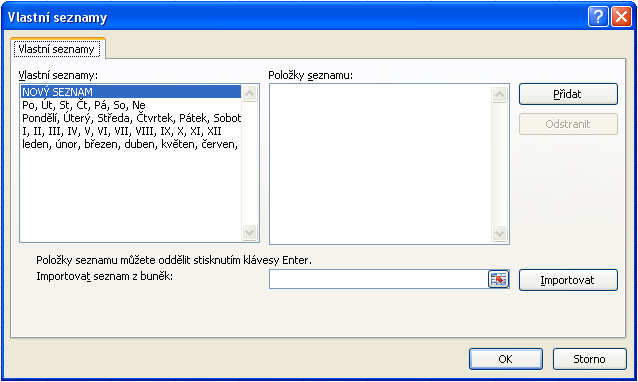 Vlastní seznamy
Vlastní seznamy
Vlastní seznamy:
Položky seznamu:
NOVÝ SEZNAM
Po, Út, St, Čt, Pá, So, Ne
Pondělí, Úterý, Středa, Čtvrtek, Pátek, Sobot
I, II, III, IV, V, VI, VII, VIII, IX, X, XI, XII
leden, únor, březen, duben, květen, červen,
Přidat
Odstranit
Položky seznamu můžete oddělit stisknutím klávesy Enter.
Importovat seznam z buněk:
Importovat
OK
Storno